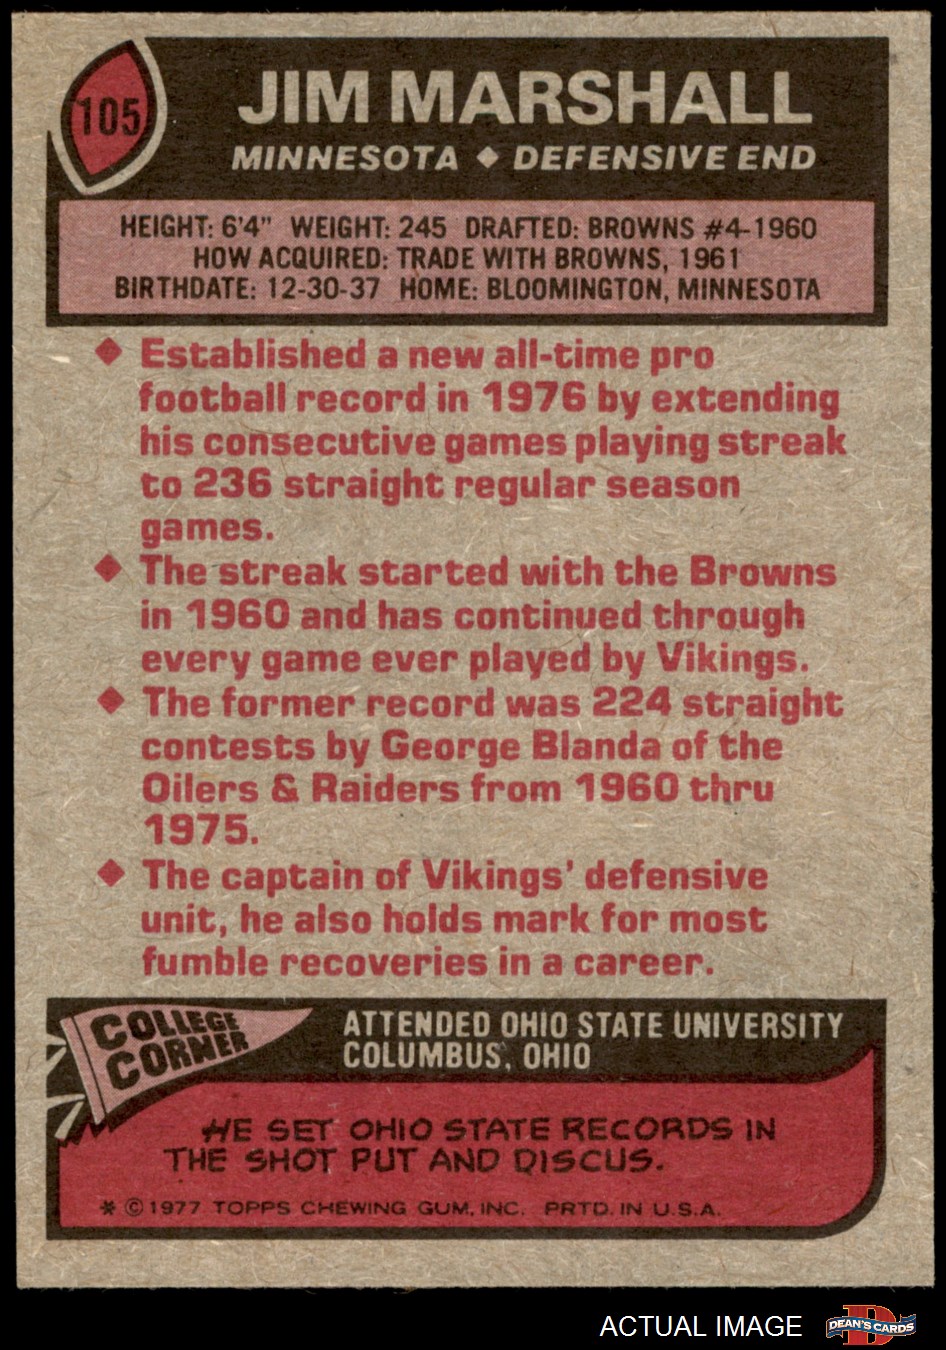 105
JIM MARSHALL
MINNESOTA ◆ DEFENSIVE END
HEIGHT: 6'4" WEIGHT: 245 DRAFTED: BROWNS #4-1960
HOW ACQUIRED: TRADE WITH BROWNS, 1961
BIRTHDATE: 12-30-37 HOME: BLOOMINGTON, MINNESOTA
◆ Established a new all-time pro
football record in 1976 by extending
his consecutive games playing streak
to 236 straight regular season
games.
◆ The streak started with the Browns
in 1960 and has continued through
every game ever played by Vikings.
◆ The former record was 224 straight
contests by George Blanda of the
Oilers & Raiders from 1960 thru
1975.
◆ The captain of Vikings' defensive
unit, he also holds mark for most
fumble recoveries in a career.
COLLEGE
CORNER
ATTENDED OHIO STATE UNIVERSITY
COLUMBUS, OHIO
HE SET OHIO STATE RECORDS IN
THE SHOT PUT AND DISCUS.
* © 1977 TOPPS CHEWING GUM, INC. PRTD. IN U.S.A.
ACTUAL IMAGE
D
DEAN'S CARDS